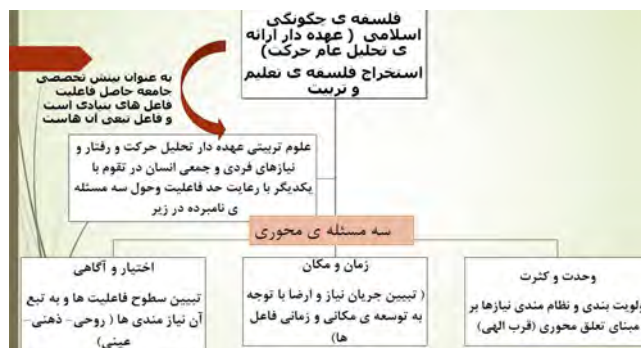 فلسفه ی چگونگی
اسلامی ( عهده دار ارائه
ی تحلیل عام حرکت)
استخراج فلسفه ی تعلیم
و تربیت
به عنوان بینش تخصصی
جامعه حاصل فعالیت
فاعل های بنیادی است
و فاعل تبعی آن هاست
علوم تربیتی عهده دار تحلیل حرکت و رفتار و
نیازهای فردی و جمعی انسان در تقوم با
یکدیگر با رعایت حد فاعلیت وحول سه مسئله
ی نامبرده در زیر
سه مسئله ی محوری
وحدت و کثرت
ولویت بندی و نظام مندی نیازها بر
مبنای تعلق محوری (قرب الهی)
زمان و مکان
( تبیین جریان نیاز و ارضا با توجه
به توسعه ی مکانی و زمانی فاعل
ها)
اختیار و آگاهی
تبیین سطوح فاعلیت ها و به تبع
آن نیاز مندی ها ( روحی- ذهنی-
عینی)